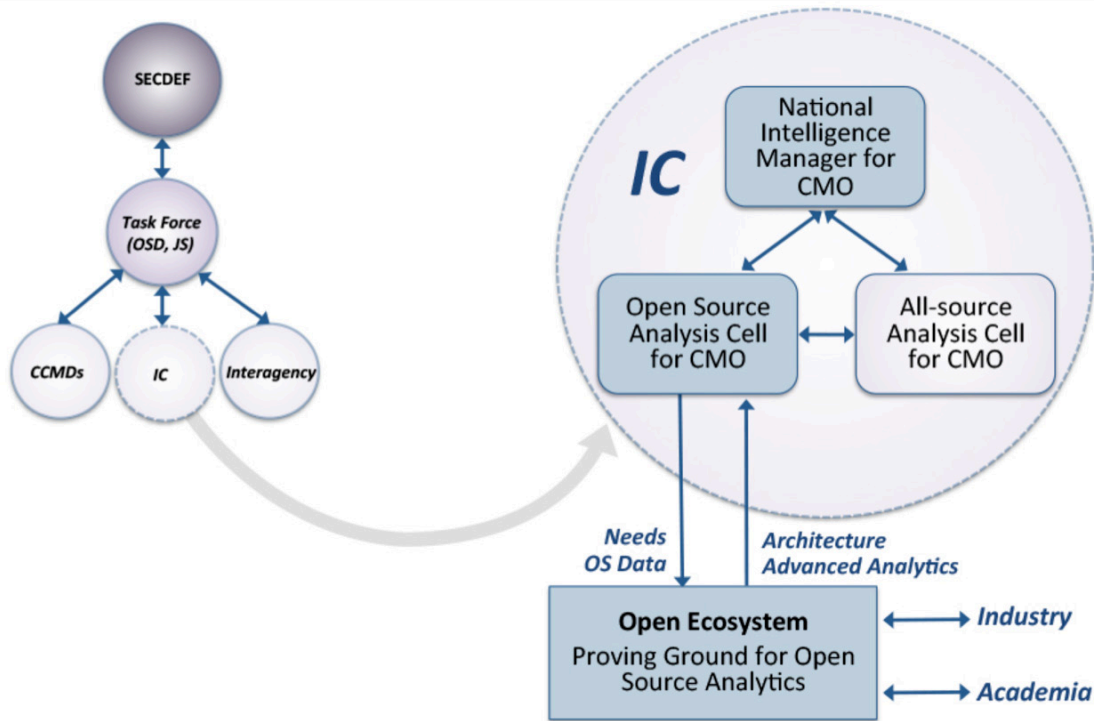 SECDEF
Task Force
(OSD, JS)
CCMDs
IC
Interagency
IC
National
Intelligence
Manager for
CMO
Open Source
Analysis Cell
for CMO
All-source
Analysis Cell
for CMO
Needs
OS Data
Architecture
Advanced Analytics
Open Ecosystem
Proving Ground for Open
Source Analytics
Industry
Academia